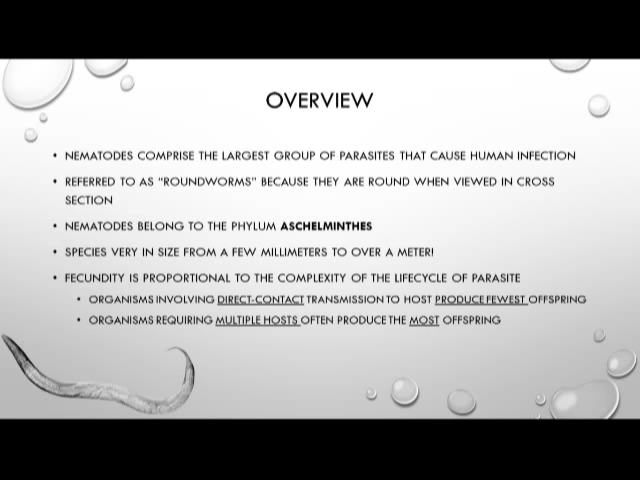 OVERVIEW
• NEMATODES COMPRISE THE LARGEST GROUP OF PARASITES THAT CAUSE HUMAN INFECTION
• REFERRED TO AS “ROUNDWORMS” BECAUSE THEY ARE ROUND WHEN VIEWED IN CROSS
SECTION
• NEMATODES BELONG TO THE PHYLUM ASCHELMINTHES
• SPECIES VERY IN SIZE FROM A FEW MILLIMETERS TO OVER A METER!
• FECUNDITY IS PROPORTIONAL TO THE COMPLEXITY OF THE LIFECYCLE OF PARASITE
• ORGANISMS INVOLVING DIRECT-CONTACT TRANSMISSION TO HOST PRODUCE FEWEST OFFSPRING
• ORGANISMS REQUIRING MULTIPLE HOSTS OFTEN PRODUCE THE MOST OFFSPRING